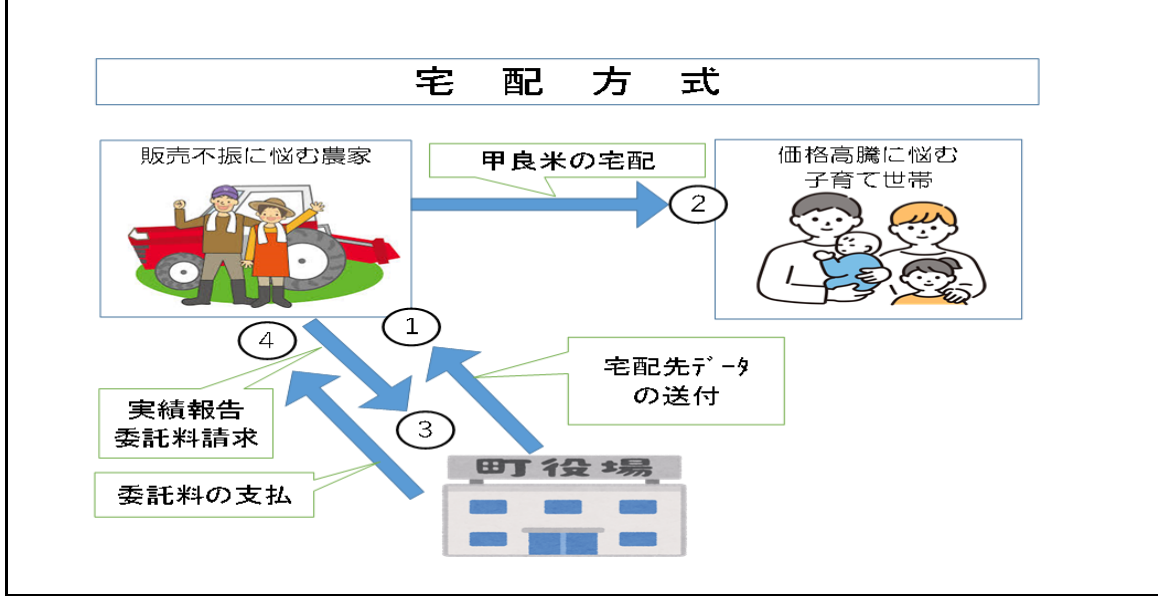 宅配方式
販売不振に悩む農家
甲良米の宅配
②
価格高騰に悩む
子育て世帯
①
④
宅配先ﾃﾞｰﾀ
の送付
実績報告
委託料請求
③
委託料の支払
町役場